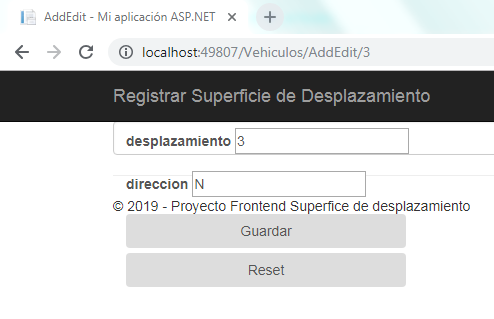 AddEdit - Mi aplicación ASP.NET
localhost:49807/Vehiculos/AddEdit/3
Registrar Superficie de Desplazamiento
desplazamiento 3
direccion N
© 2019 - Proyecto Frontend Superfice de desplazamiento
Guardar
Reset